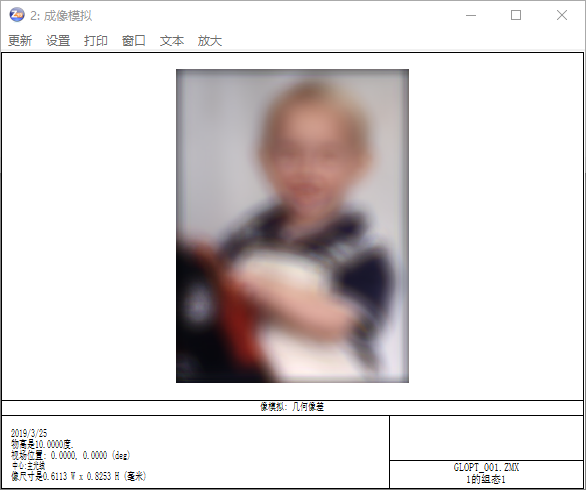 2: 成像模拟
更新 设置 打印 窗口 文本 放大
像模拟: 几何像差
2019/3/25
物高是10.0000度.
视场位置: 0.0000, 0.0000 (deg)
中心:主光线
像尺寸是0.6113 W x 0.8253 H (毫米)
GLOPT_001.ZMX
1的组态1